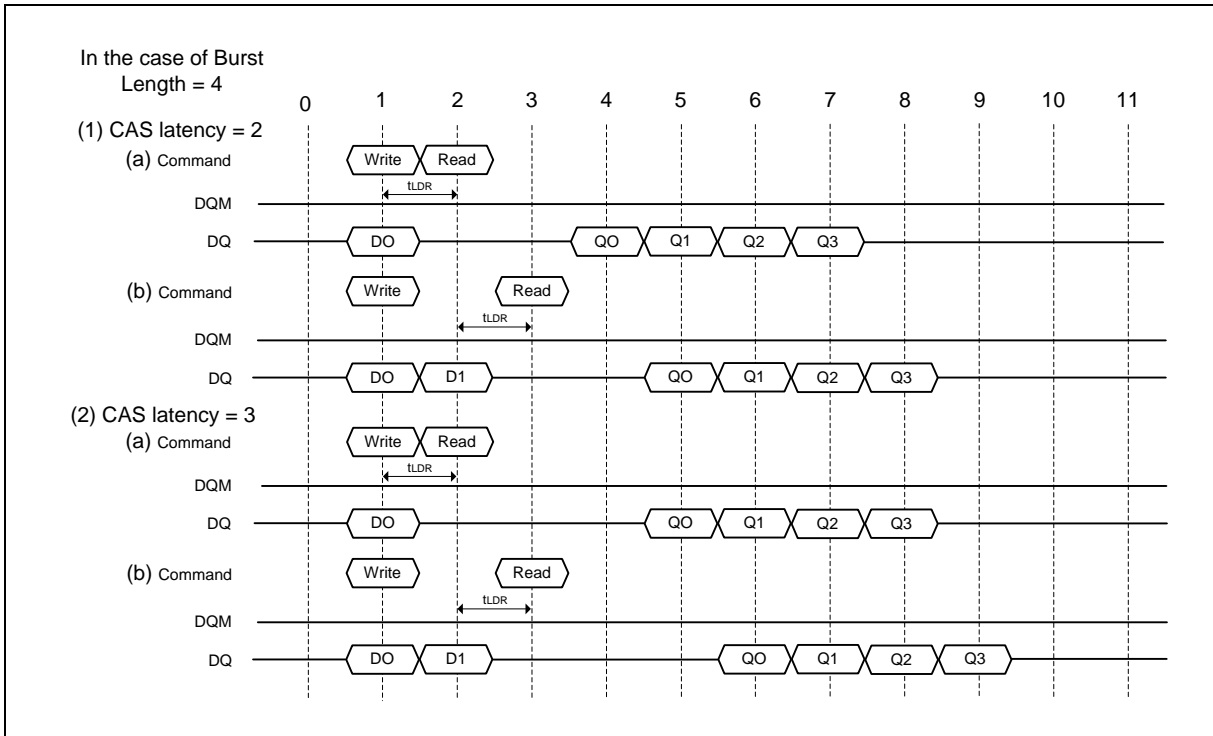 In the case of Burst
Length = 4
0 1 2 3 4 5 6 7 8 9 10 11
(1) CAS latency = 2
(a) Command Write Read
tLDR
DQM
DQ DO QO Q1 Q2 Q3
(b) Command Write Read
tLDR
DQM
DQ DO D1 QO Q1 Q2 Q3
(2) CAS latency = 3
(a) Command Write Read
tLDR
DQM
DQ DO QO Q1 Q2 Q3
(b) Command Write Read
tLDR
DQM
DQ DO D1 QO Q1 Q2 Q3